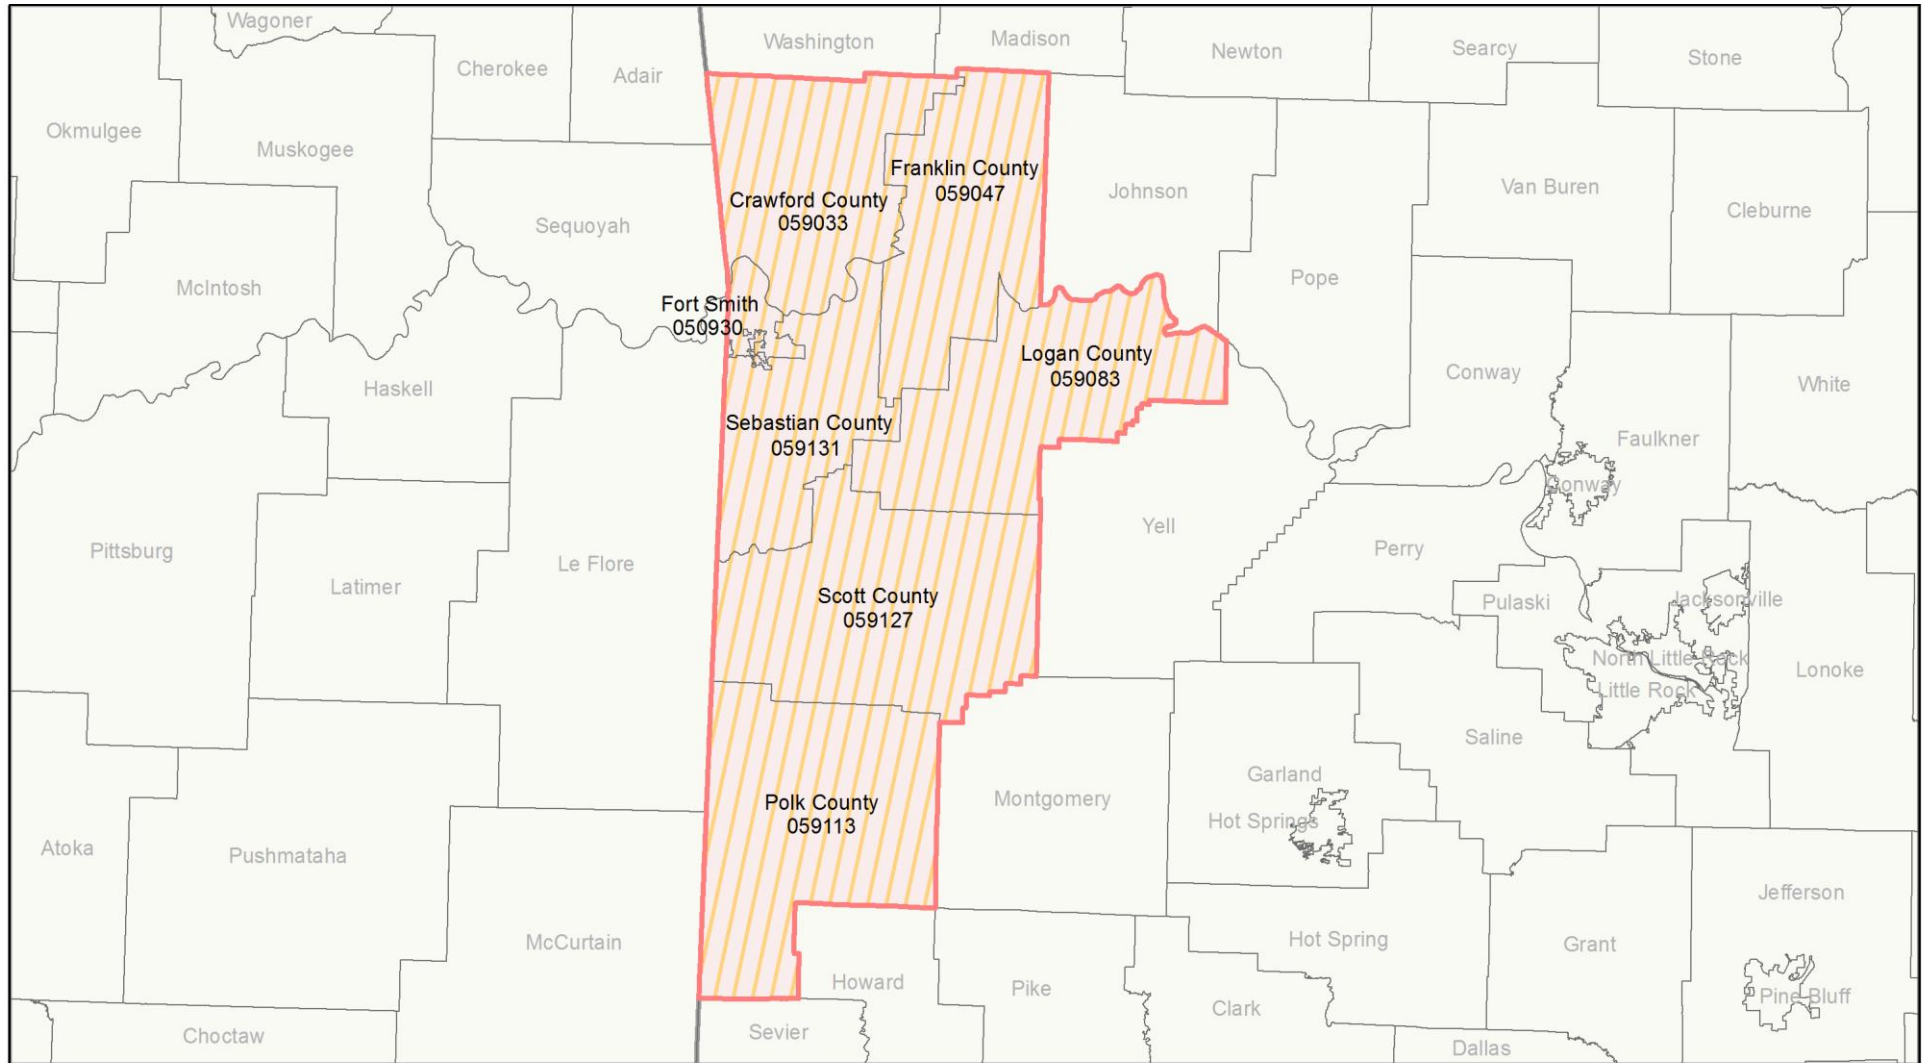 Wagoner
Washington
Madison
Newton
Searcy
Stone
Cherokee
Adair
Okmulgee
Muskogee
Franklin County
059047
Johnson
Van Buren
Cleburne
Crawford County
059033
Sequoyah
McIntosh
Pope
Fort Smith
050930
Logan County
059083
Conway
White
Haskell
Sebastian County
059131
Faulkner
Conway
Yell
Pittsburg
Perry
Le Flore
Latimer
Scott County
059127
Pulaski
Jacksonville
North Little Rock
Lonoke
Little Rock
Saline
Garland
Polk County
059113
Montgomery
Hot Springs
Atoka
Pushmataha
Jefferson
McCurtain
Hot Spring
Grant
Howard
Pike
Pine Bluff
Clark
Choctaw
Sevier
Dallas